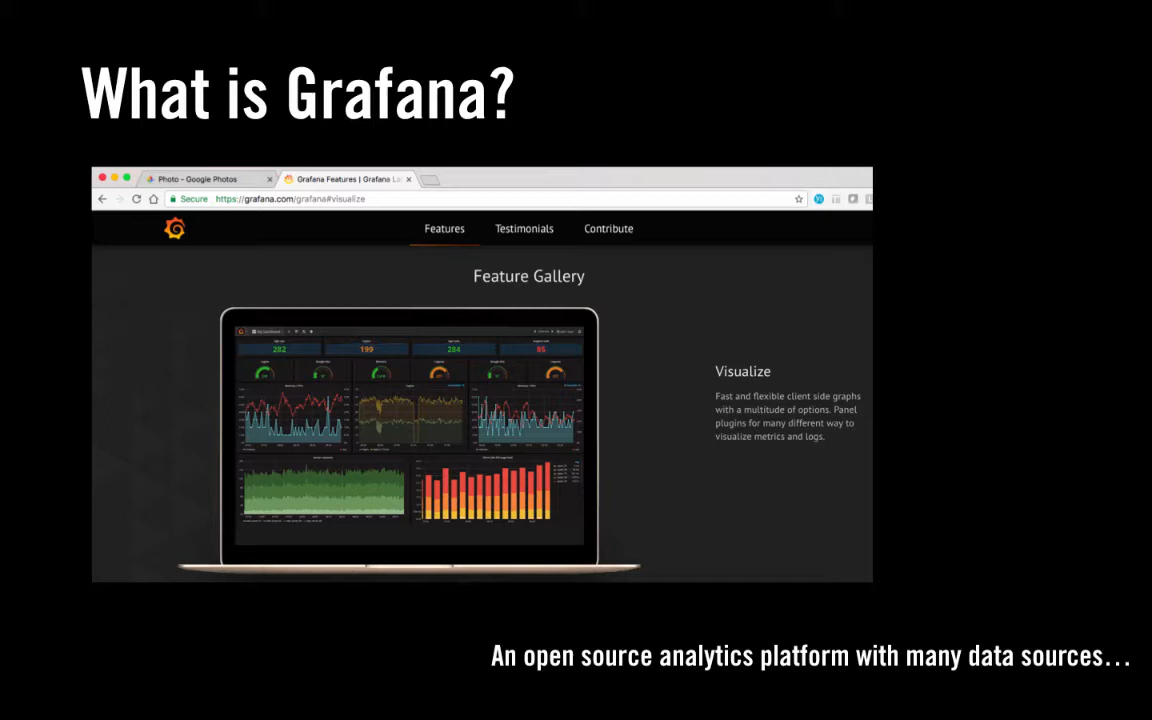 What is Grafana?
Photo - Google Photos
Grafana Features | Grafana La
Secure https://grafana.com/grafana#visualize
Features Testimonials Contribute
Feature Gallery
282 199 284 85
Visualize
Fast and flexible client side graphs
with a multitude of options. Panel
plugins for many different way to
visualize metrics and logs.
An open source analytics platform with many data sources…